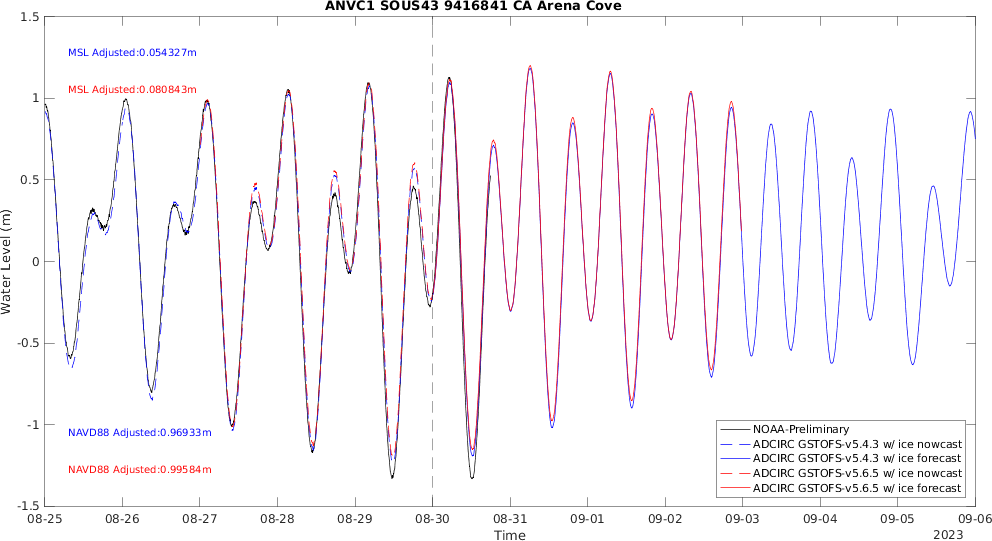 ANVC1 SOUS43 9416841 CA Arena Cove
1.5
MSL Adjusted:0.054327m
1
MSL Adjusted:0.080843m
0.5
0
Water Level (m)
-0.5
-1
NAVD88 Adjusted:0.96933m
NAVD88 Adjusted:0.99584m
-1.5
NOAA-Preliminary
ADCIRC GSTOFS-v5.4.3 w/ ice nowcast
ADCIRC GSTOFS-v5.4.3 w/ ice forecast
ADCIRC GSTOFS-v5.6.5 w/ ice nowcast
ADCIRC GSTOFS-v5.6.5 w/ ice forecast
08-25 08-26 08-27 08-28 08-29 08-30 08-31 09-01 09-02 09-03 09-04 09-05 09-06
Time
2023